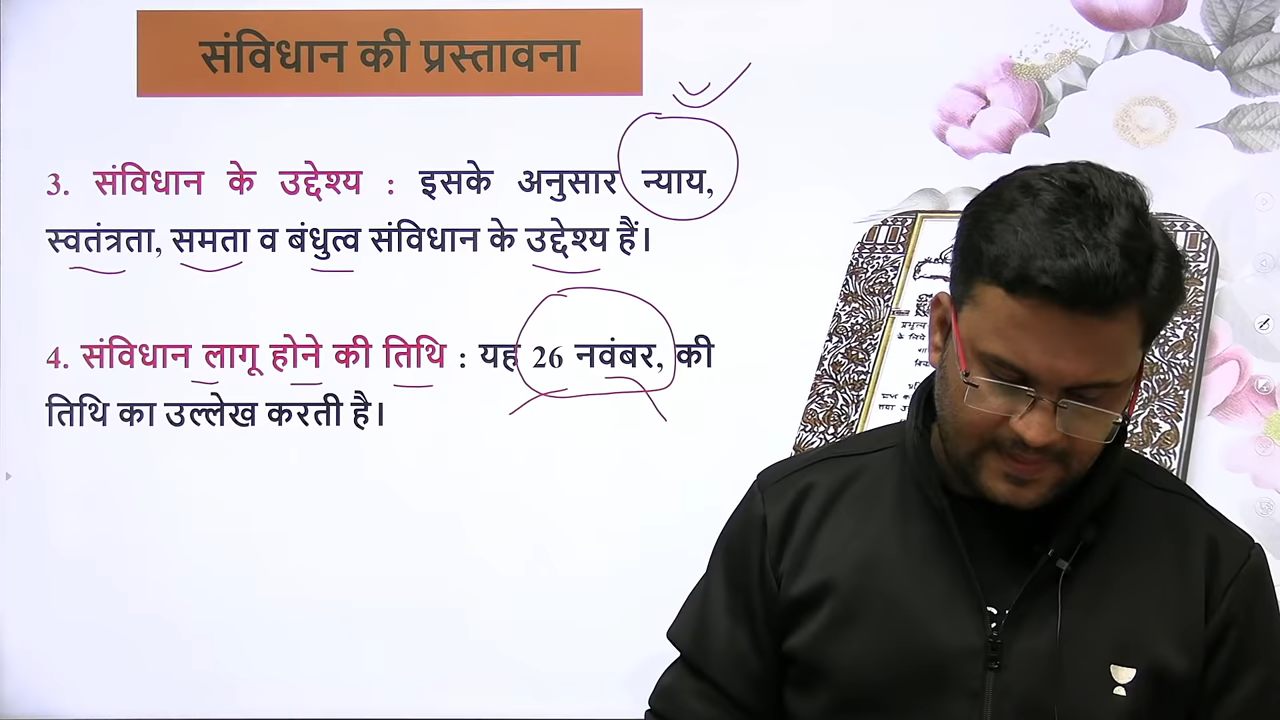 संविधान की प्रस्तावना
3. संविधान के उद्देश्य : इसके अनुसार न्याय,
स्वतंत्रता, समता व बंधुत्व संविधान के उद्देश्य हैं।
4. संविधान लागू होने की तिथि : यह 26 नवंबर, की
तिथि का उल्लेख करती है।